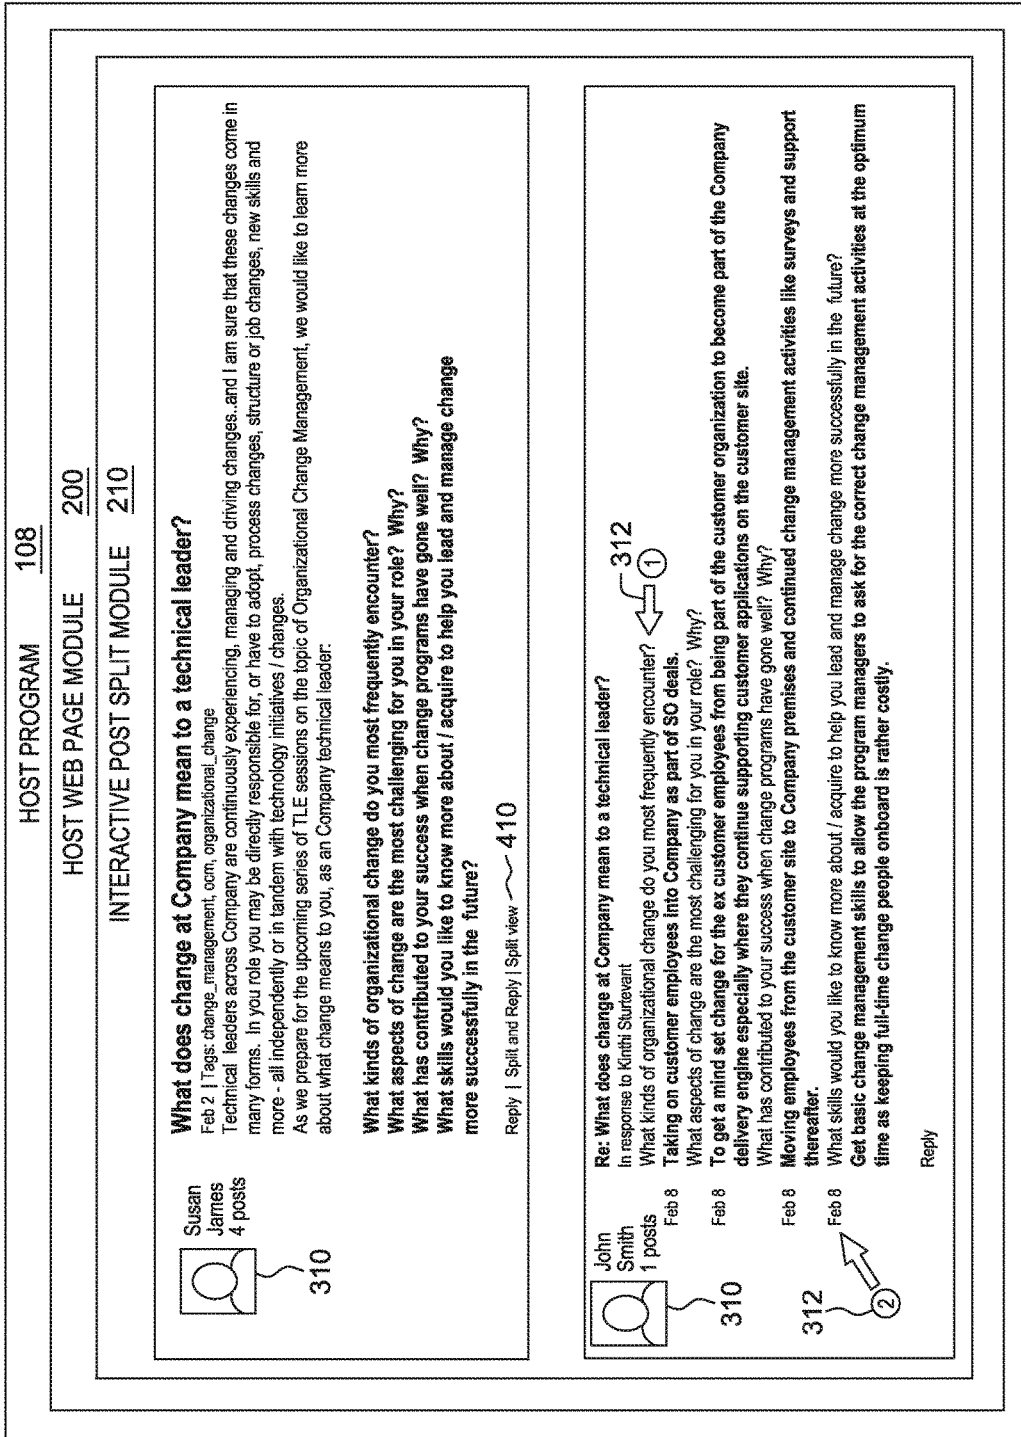 HOST PROGRAM 108
HOST WEB PAGE MODULE 200
INTERACTIVE POST SPLIT MODULE 210
Susan
James
4 posts
310
What does change at Company mean to a technical leader?
Feb 2 | Tags: change_management, ocm, organizational_change
Technical leaders across Company are continuously experiencing, managing and driving changes..and I am sure that these changes come in
many forms. In you role you may be directly responsible for, or have to adopt, process changes, structure or job changes, new skills and
more - all independently or in tandem with technology initiatives / changes.
As we prepare for the upcoming series of TLE sessions on the topic of Organizational Change Management, we would like to learn more
about what change means to you, as an Company technical leader:
What kinds of organizational change do you most frequently encounter?
What aspects of change are the most challenging for you in your role? Why?
What has contributed to your success when change programs have gone well? Why?
What skills would you like to know more about / acquire to help you lead and manage change
more successfully in the future?
Reply | Split and Reply | Split view 410
John
Smith
1 posts
310
Re: What does change at Company mean to a technical leader?
In response to Kinthi Sturtevant
What kinds of organizational change do you most frequently encounter? 1 312
Feb 8 Taking on customer employees into Company as part of SO deals.
What aspects of change are the most challenging for you in your role? Why?
Feb 8 To get a mind set change for the ex customer employees from being part of the customer organization to become part of the Company
delivery engine especially where they continue supporting customer applications on the customer site.
What has contributed to your success when change programs have gone well? Why?
Feb 8 Moving employees from the customer site to Company premises and continued change management activities like surveys and support
thereafter.
312 2
Feb 8 What skills would you like to know more about / acquire to help you lead and manage change more successfully in the future?
Get basic change management skills to allow the program managers to ask for the correct change management activities at the optimum
time as keeping full-time change people onboard is rather costly.
Reply